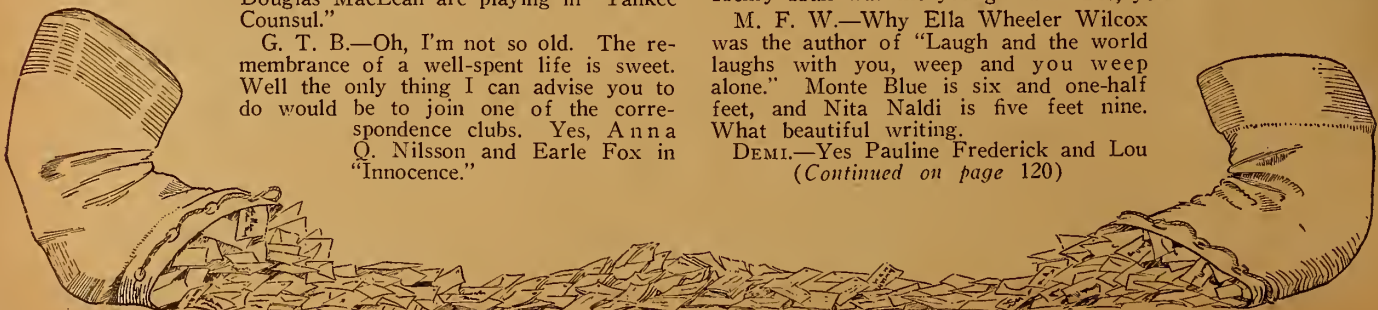 Douglas MacLean are playing in "Yankee
Counsul."
G. T. B.—Oh, I'm not so old. The re-
membrance of a well-spent life is sweet.
Well the only thing I can advise you to
do would be to join one of the corre-
spondence clubs. Yes, Anna
Q. Nilsson and Earle Fox in
"Innocence."
M. F. W.—Why Ella Wheeler Wilcox
was the author of "Laugh and the world
laughs with you, weep and you weep
alone." Monte Blue is six and one-half
feet, and Nita Naldi is five feet nine.
What beautiful writing.
DEMI.—Yes Pauline Frederick and Lou
(Continued on page 120)